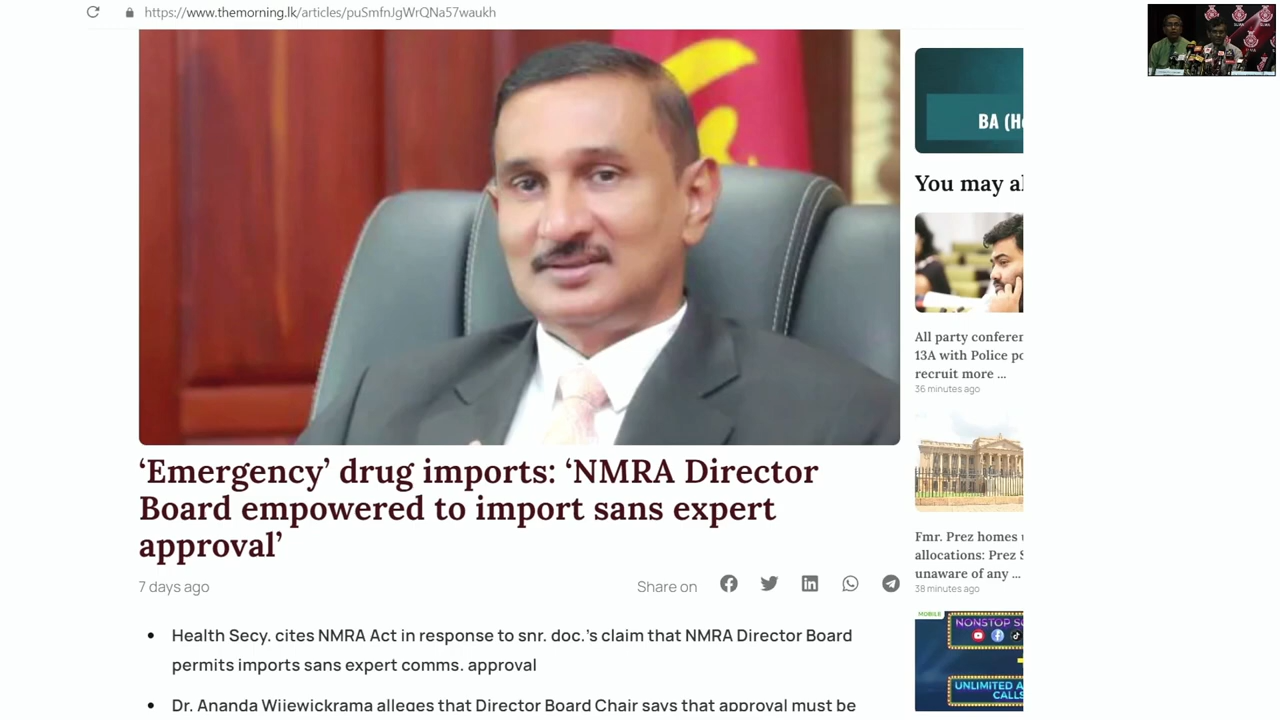 https://www.themorning.lk/articles/puSmfnJgWrQNa57waukh
BA (H
You may a
All party confere
13A with Police p
recruit more ...
36 minutes ago
Fmr. Prez homes
allocations: Prez
unaware of any ...
38 minutes ago
MOBILE
NONSTOP
UNLIMITED
CALLS
‘Emergency’ drug imports: ‘NMRA Director
Board empowered to import sans expert
approval’
7 days ago
Share on
• Health Secy. cites NMRA Act in response to snr. doc.’s claim that NMRA Director Board
permits imports sans expert comms. approval
• Dr. Ananda Wijewickrama alleges that Director Board Chair says that approval must be